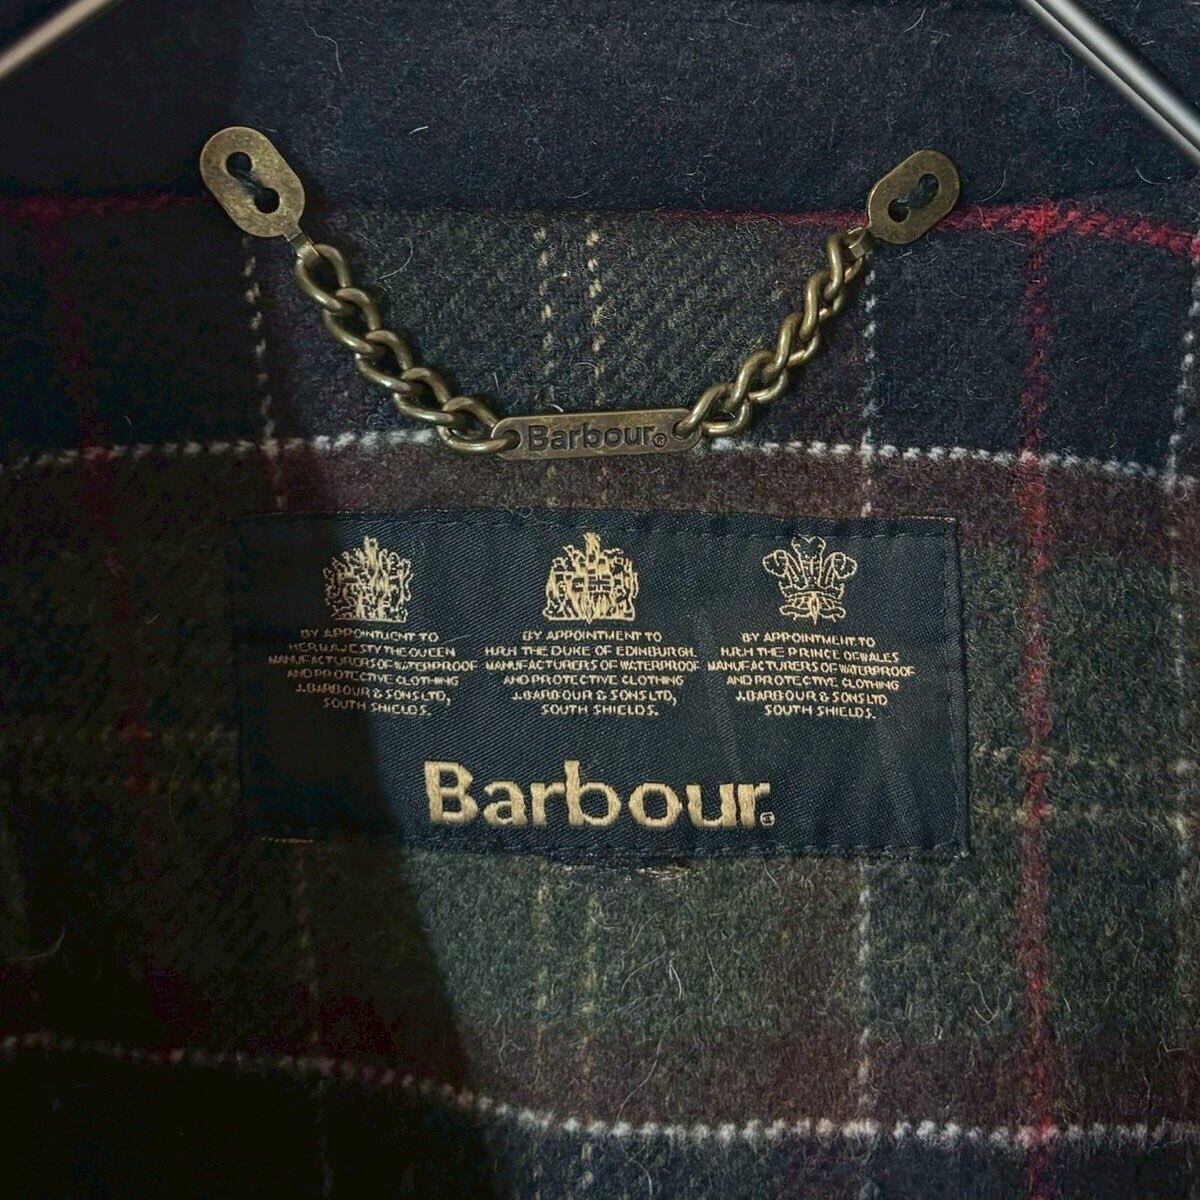 Barbour®
BY APPOINTMENT TO
HER MAJESTY THE QUEEN
MANUFACTURERS OF WATERPROOF
AND PROTECTIVE CLOTHING
J.BARBOUR & SONS LTD,
SOUTH SHIELDS.
BY APPOINTMENT TO
H.R.H THE DUKE OF EDINBURGH.
MANUFACTURERS OF WATERPROOF
AND PROTECTIVE CLOTHING
J.BARBOUR & SONS LTD,
SOUTH SHIELDS.
BY APPOINTMENT TO
H.R.H THE PRINCE OF WALES
MANUFACTURERS OF WATERPROOF
AND PROTECTIVE CLOTHING
J.BARBOUR & SONS LTD
SOUTH SHIELDS.
Barbour®